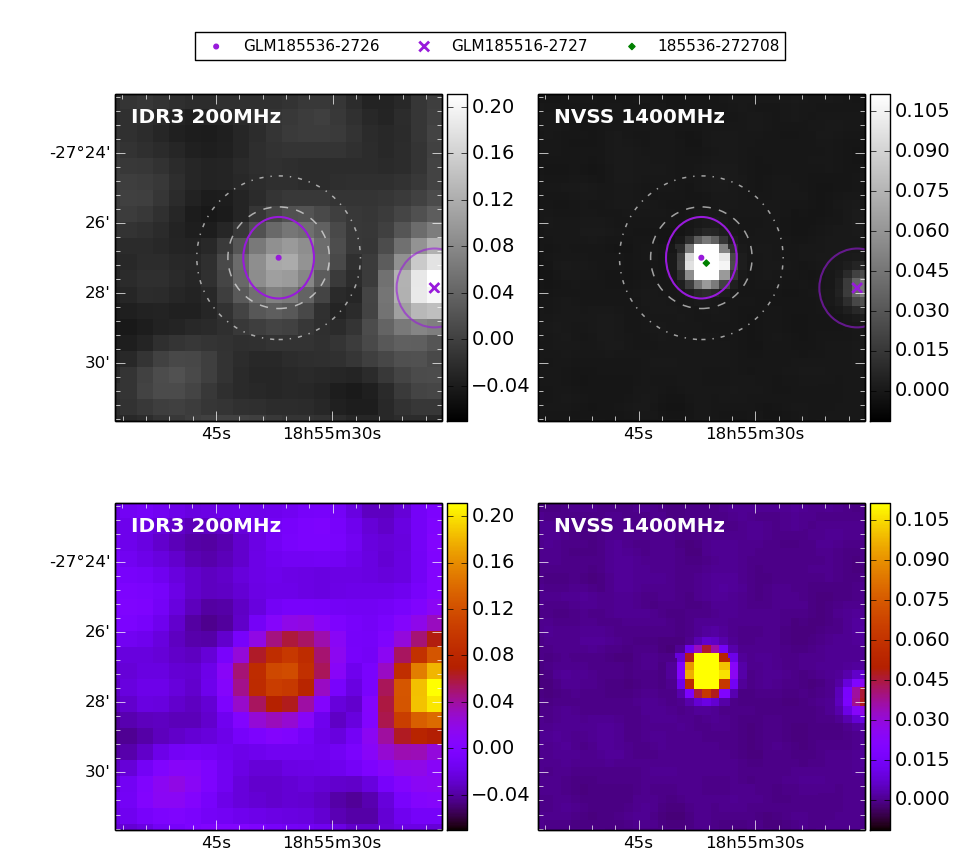 GLM185536-2726 GLM185516-2727 185536-272708
IDR3 200MHz
NVSS 1400MHz
-27°24'
26'
28'
30'
45s
18h55m30s
0.20
0.16
0.12
0.08
0.04
0.00
−0.04
45s
18h55m30s
0.105
0.090
0.075
0.060
0.045
0.030
0.015
0.000
IDR3 200MHz
NVSS 1400MHz
-27°24'
26'
28'
30'
45s
18h55m30s
0.20
0.16
0.12
0.08
0.04
0.00
−0.04
45s
18h55m30s
0.105
0.090
0.075
0.060
0.045
0.030
0.015
0.000